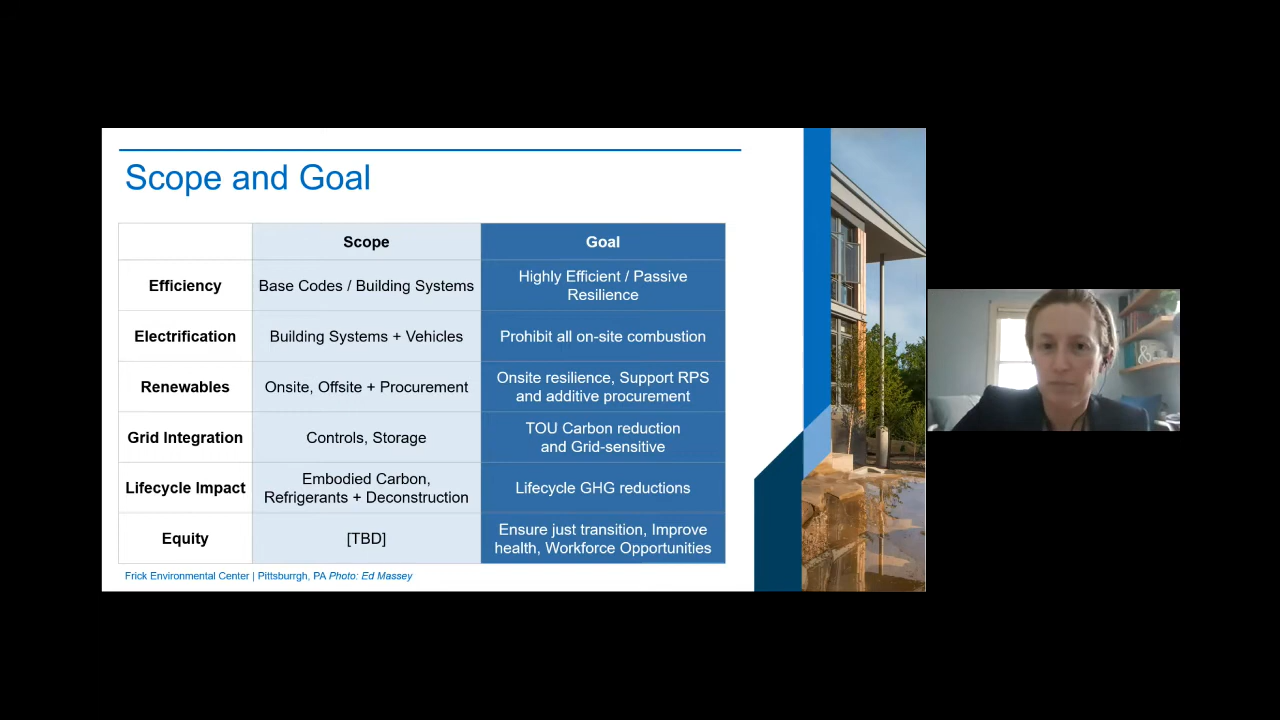 Scope and Goal
Scope
Goal
Efficiency
Base Codes / Building Systems
Highly Efficient / Passive
Resilience
Electrification
Building Systems + Vehicles
Prohibit all on-site combustion
Renewables
Onsite, Offsite + Procurement
Onsite resilience, Support RPS
and additive procurement
Grid Integration
Controls, Storage
TOU Carbon reduction
and Grid-sensitive
Lifecycle Impact
Embodied Carbon,
Refrigerants + Deconstruction
Lifecycle GHG reductions
Equity
[TBD]
Ensure just transition, Improve
health, Workforce Opportunities
Frick Environmental Center | Pittsburrgh, PA Photo: Ed Massey